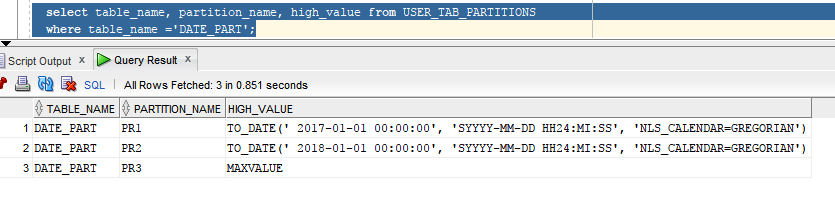 select table_name, partition_name, high_value from USER_TAB_PARTITIONS
where table_name ='DATE_PART';
Script Output x Query Result x
SQL | All Rows Fetched: 3 in 0.851 seconds
TABLE_NAME PARTITION_NAME HIGH_VALUE
1 DATE_PART PR1 TO_DATE(' 2017-01-01 00:00:00', 'SYYYY-MM-DD HH24:MI:SS', 'NLS_CALENDAR=GREGORIAN')
2 DATE_PART PR2 TO_DATE(' 2018-01-01 00:00:00', 'SYYYY-MM-DD HH24:MI:SS', 'NLS_CALENDAR=GREGORIAN')
3 DATE_PART PR3 MAXVALUE